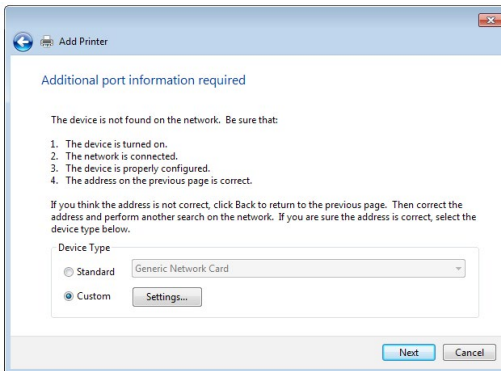 Add Printer
Additional port information required
The device is not found on the network. Be sure that:
1. The device is turned on.
2. The network is connected.
3. The device is properly configured.
4. The address on the previous page is correct.
If you think the address is not correct, click Back to return to the previous page. Then correct the
address and perform another search on the network. If you are sure the address is correct, select the
device type below.
Device Type
Standard
Generic Network Card
Custom
Settings...
Next
Cancel